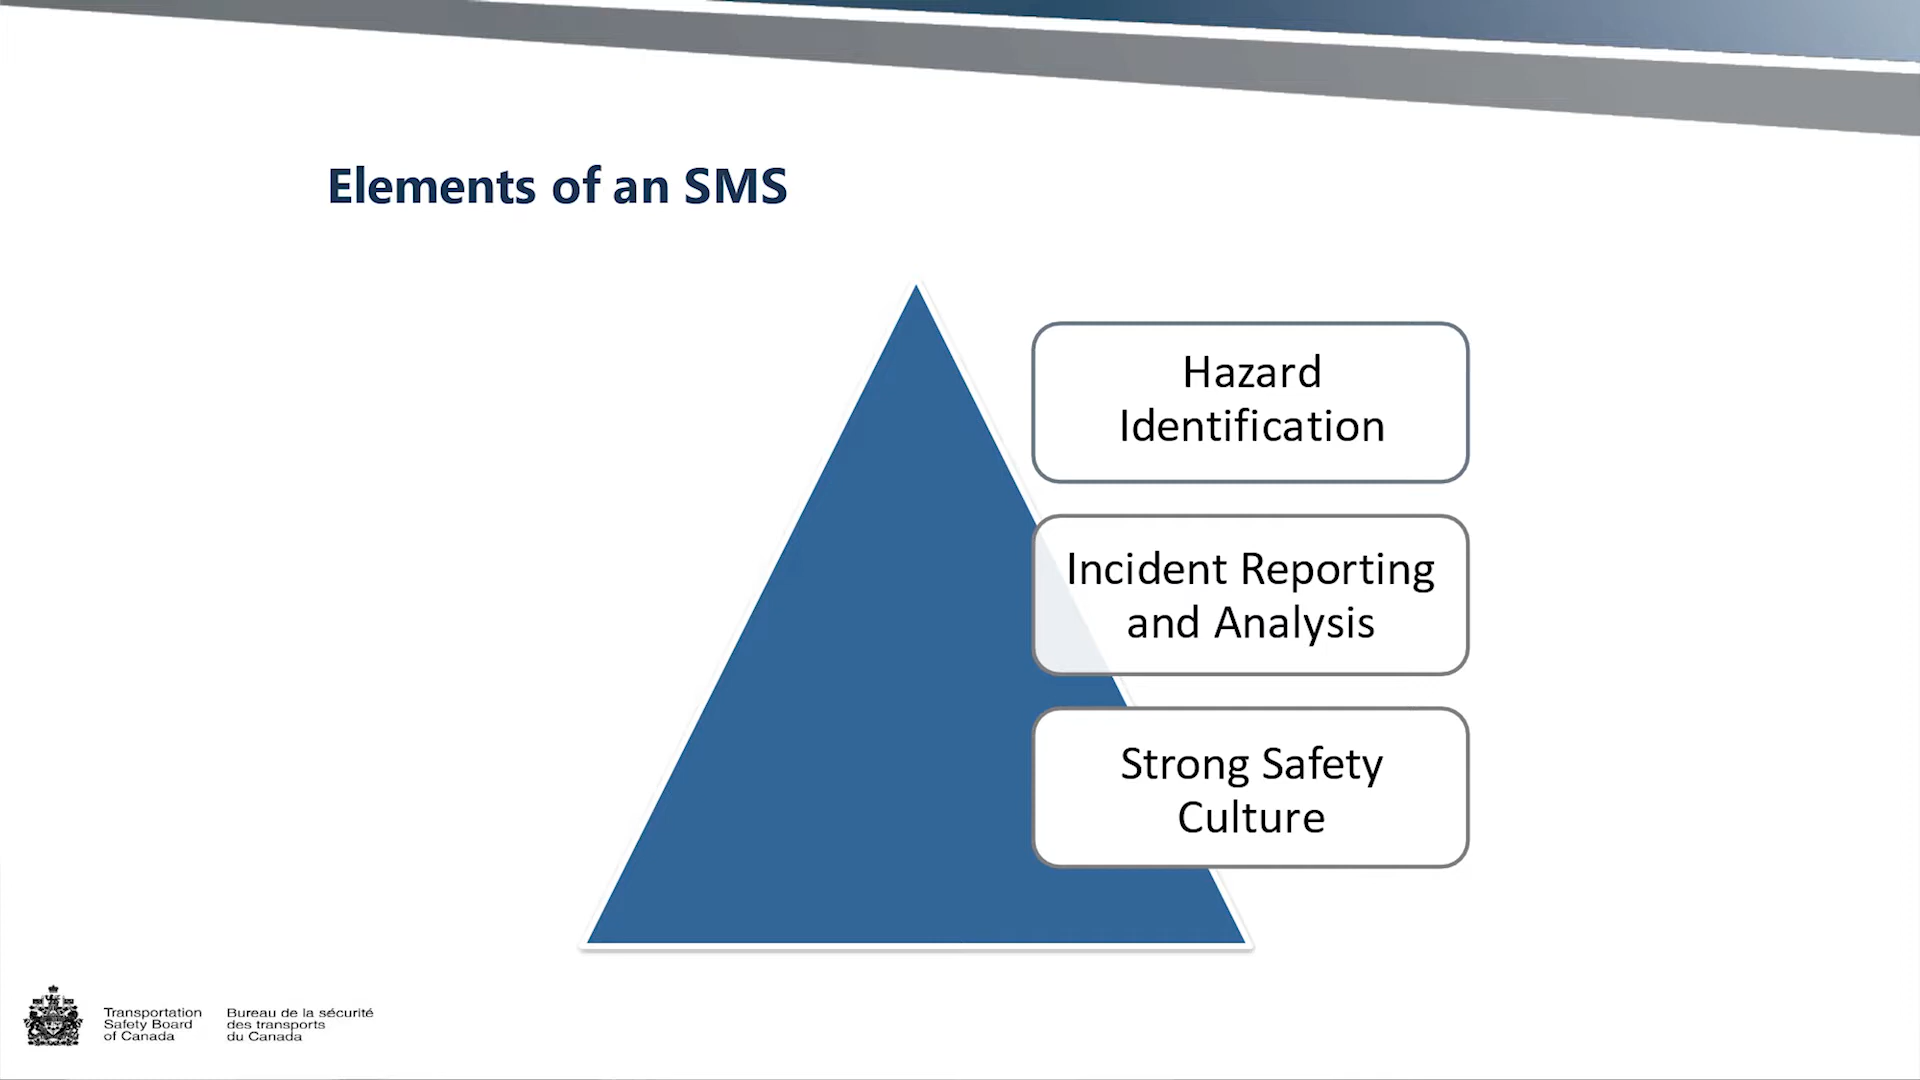 Elements of an SMS
Hazard
Identification
Incident Reporting
and Analysis
Strong Safety
Culture
Transportation
Safety Board
of Canada
Bureau de la sécurité
des transports
du Canada